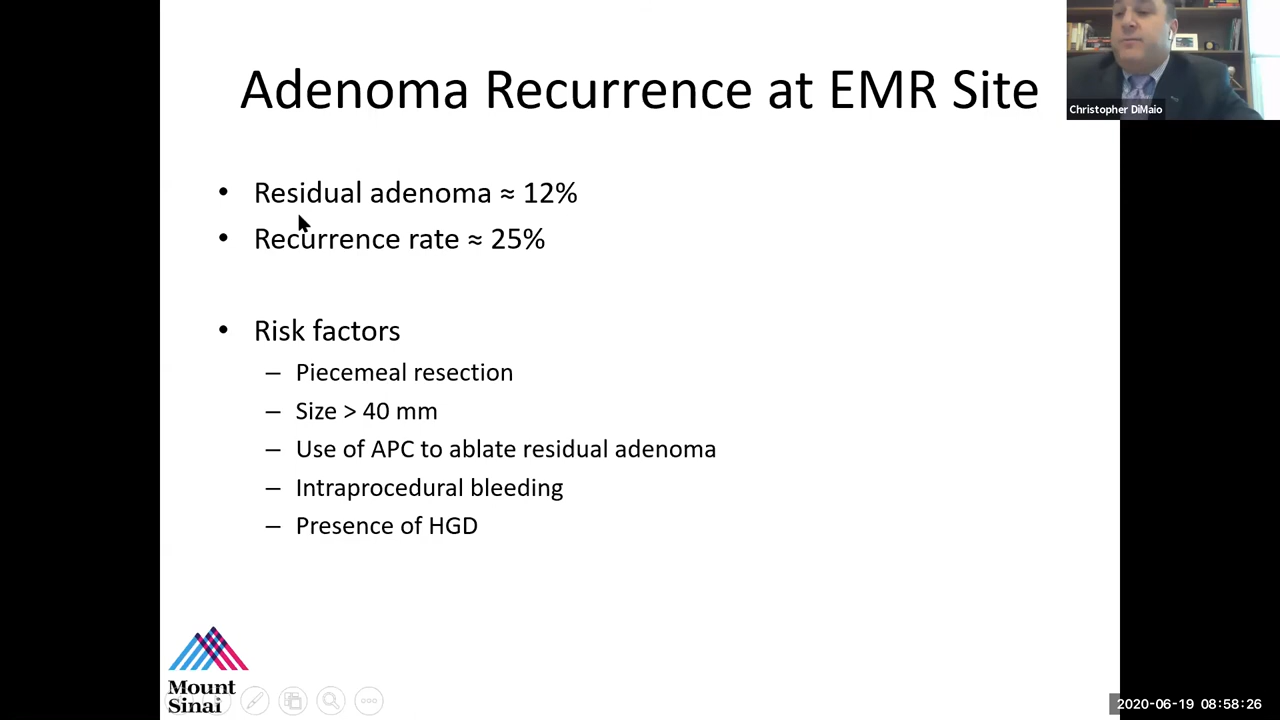 Adenoma Recurrence at EMR Site
Christopher DiMaio
• Residual adenoma ≈ 12%
• Recurrence rate ≈ 25%
• Risk factors
– Piecemeal resection
– Size > 40 mm
– Use of APC to ablate residual adenoma
– Intraprocedural bleeding
– Presence of HGD
Mount
Sinai
2020-06-19 08:58:26